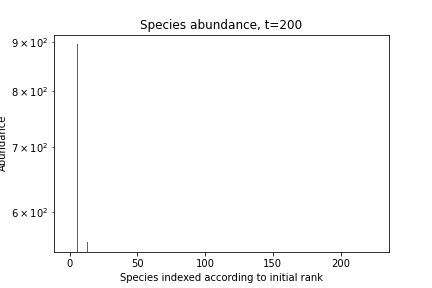 Species abundance, t=200
9 × 10²
8 × 10²
7 × 10²
6 × 10²
Abundance
0 50 100 150 200
Species indexed according to initial rank